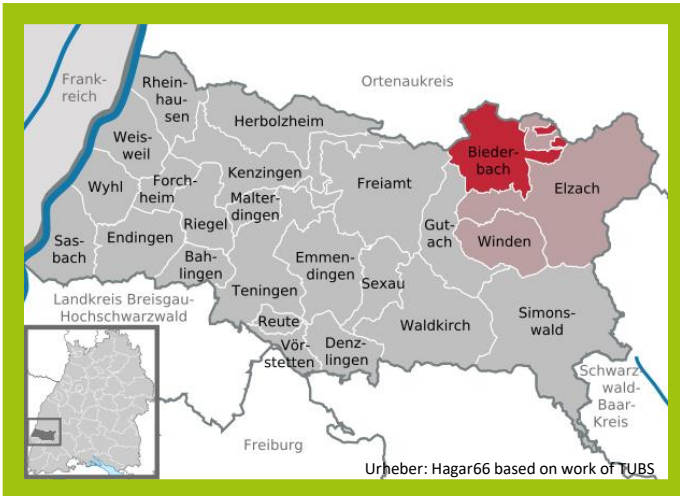 Frank-
reich
Ortenaukreis
Rhein-
hau-
sen
Herbolzheim
Weis-
weil
Bieder-
bach
Kenzingen
Forch-
heim
Freiamt
Elzach
Wyhl
Malter-
dingen
Riegel
Gut-
ach
Endingen
Sas-
bach
Winden
Bah-
lingen
Emmen-
dingen
Sexau
Teningen
Landkreis Breisgau-
Hochschwarzwald
Simons-
wald
Reute
Waldkirch
Vör-
stetten
Denz-
lingen
Schwarz-
wald-
Baar-
Kreis
Freiburg
Urheber: Hagar66 based on work of TUBS